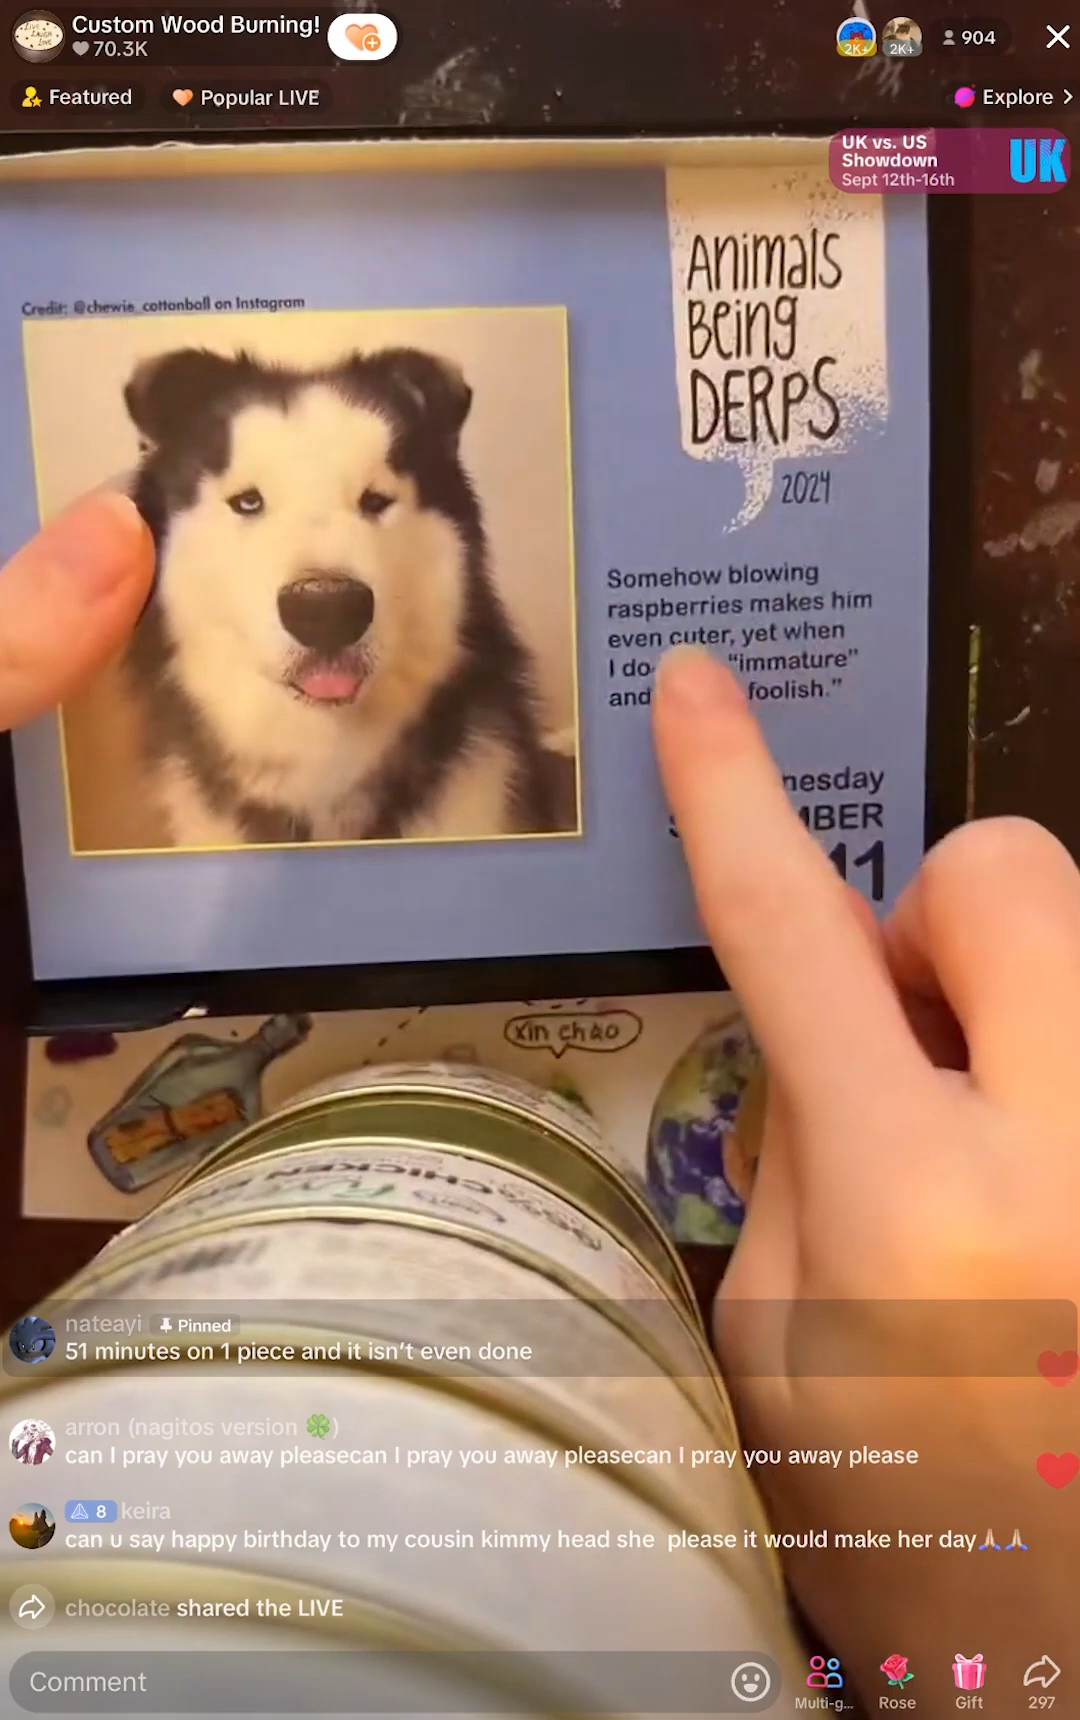 Custom Wood Burning!
70.3K
2K+
2K+
904
Featured
Popular LIVE
Explore
UK vs. US
Showdown
Sept 12th-16th
UK
Credit: @chewie_cottonball on Instagram
Animals
Being
DERPS
2024
Somehow blowing
raspberries makes him
even cuter, yet when
I do "immature"
and foolish."
nesday
MBER
11
xin chào
CHICKEN
nateayi Pinned
51 minutes on 1 piece and it isn't even done
arron (nagitos version 🍀)
can I pray you away pleasecan I pray you away pleasecan I pray you away please
8 keira
can u say happy birthday to my cousin kimmy head she please it would make her day🙏🏻🙏🏻
chocolate shared the LIVE
Comment
Multi-g...
Rose
Gift
297